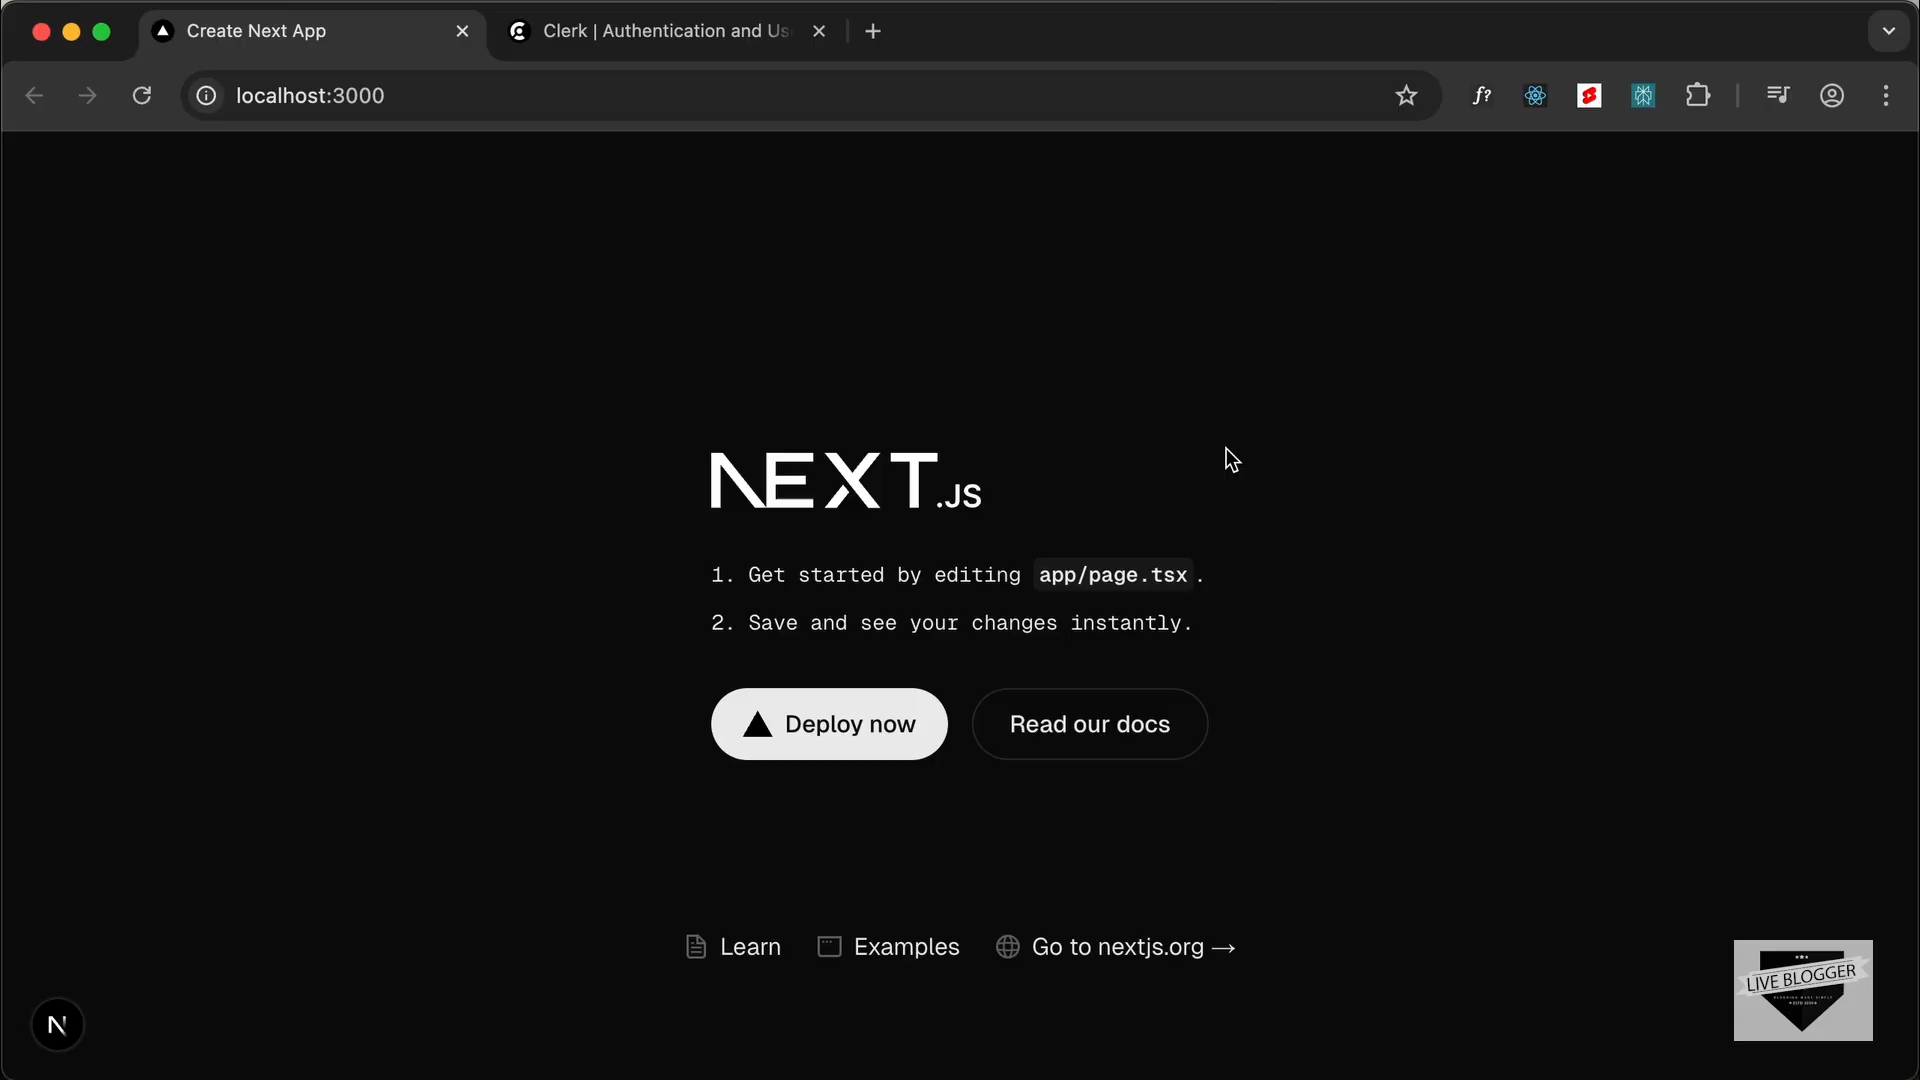 Create Next App
Clerk | Authentication and Us
localhost:3000
f?
NEXT.JS
1. Get started by editing app/page.tsx.
2. Save and see your changes instantly.
Deploy now
Read our docs
Learn
Examples
Go to nextjs.org →
N
LIVE BLOGGER